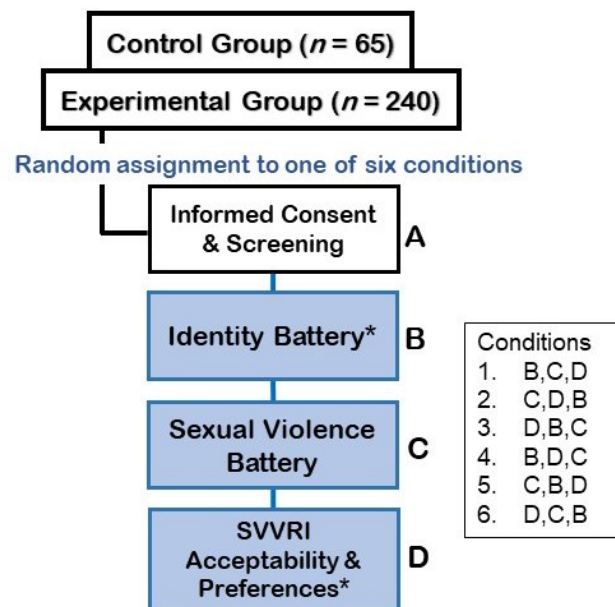 Control Group (n = 65)
Experimental Group (n = 240)
Random assignment to one of six conditions
Informed Consent
& Screening
A
Identity Battery*
B
Sexual Violence
Battery
C
SVVRI
Acceptability &
Preferences*
D
Conditions
1. B,C,D
2. C,D,B
3. D,B,C
4. B,D,C
5. C,B,D
6. D,C,B